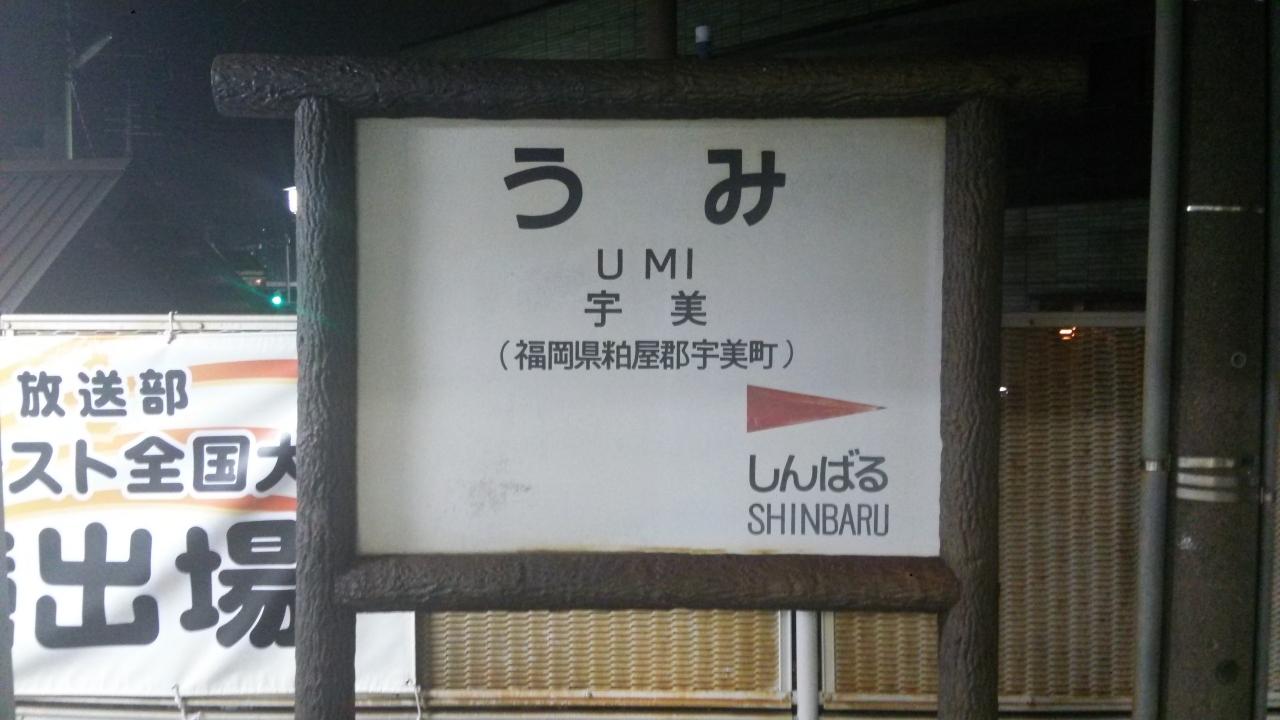 うみ
UMI
宇美
(福岡県粕屋郡宇美町)
しんばる
SHINBARU
放送部
スト全国大
出場